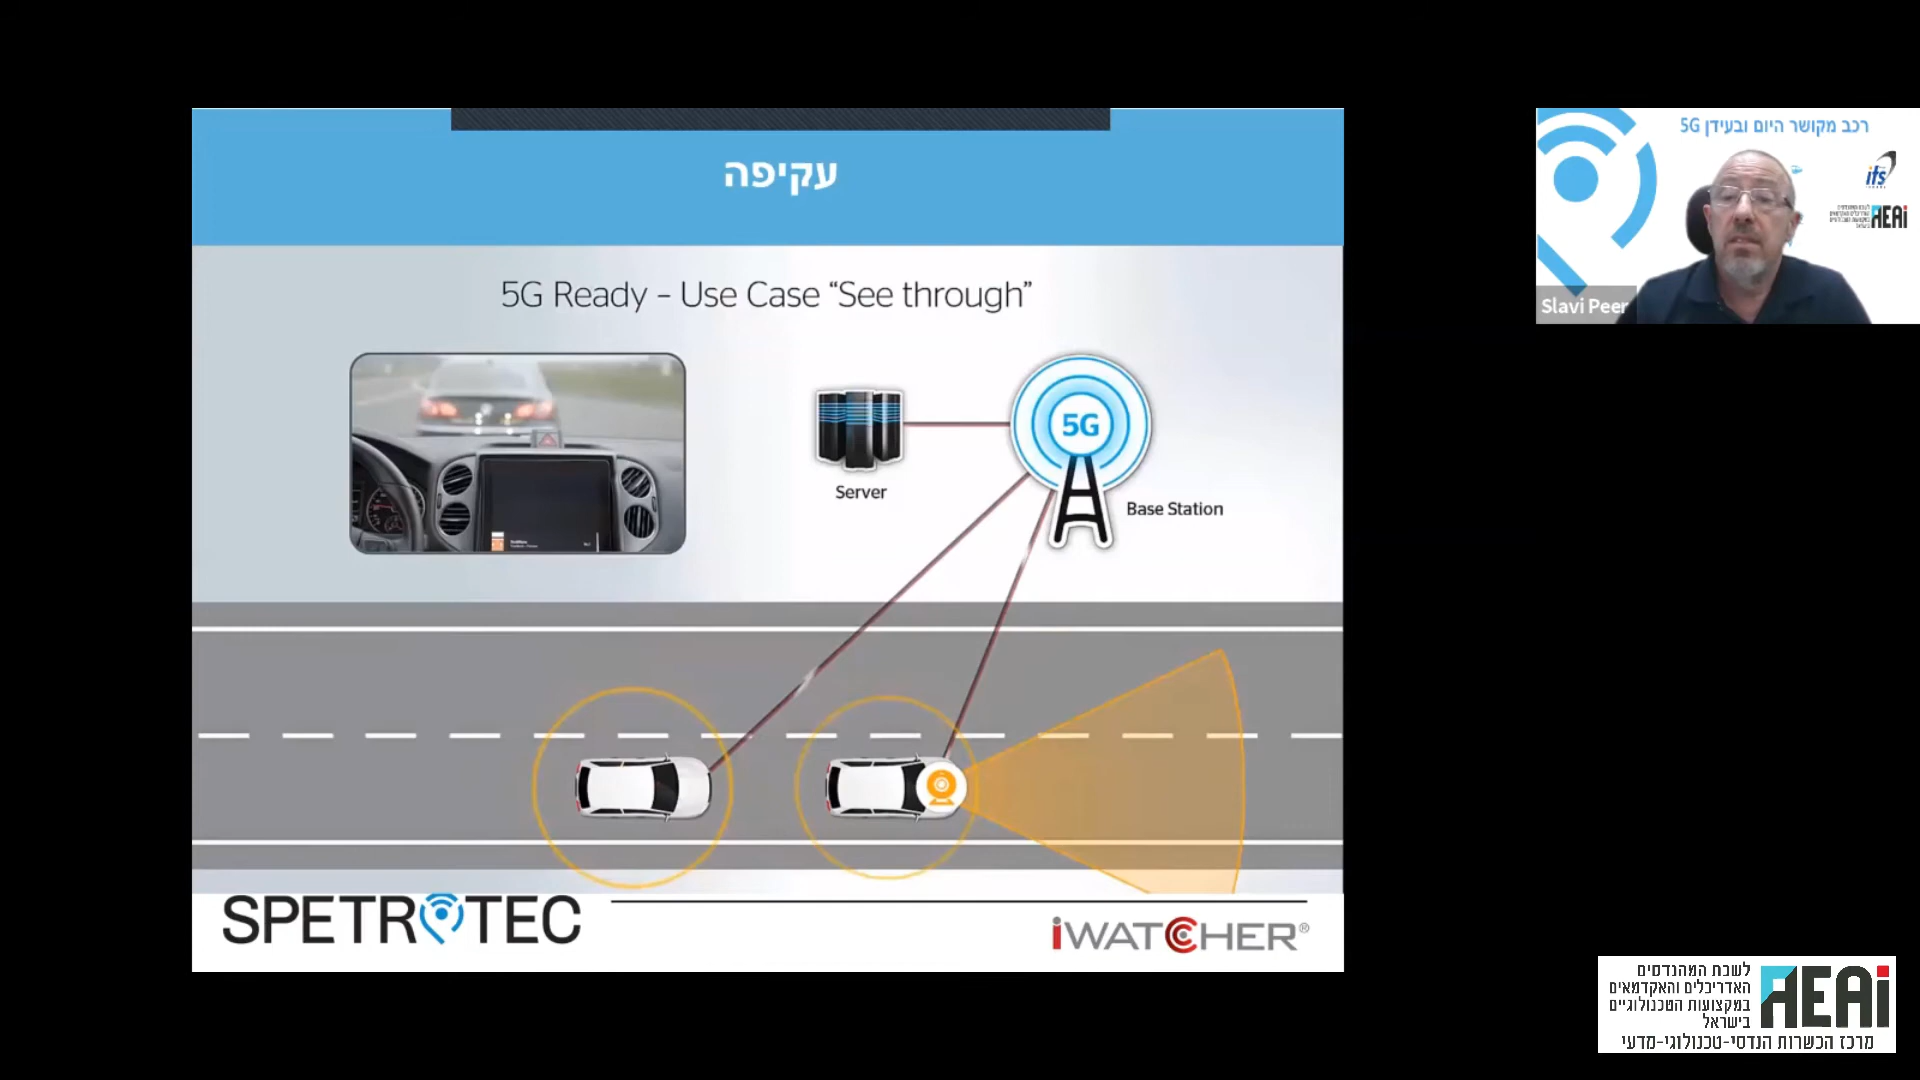 עקיפה
5G Ready – Use Case “See through”
5G
Server
Base Station
SPETROTEC
iWATCHER®
רכב מקושר היום ובעידן 5G
ifs
AEAi
Slavi Peer
לשכת המהנדסים
האדריכלים והאקדמאים
במקצועות הטכנולוגיים
בישראל
AEAi
מרכז הכשרות הנדסי-טכנולוגי-מדעי